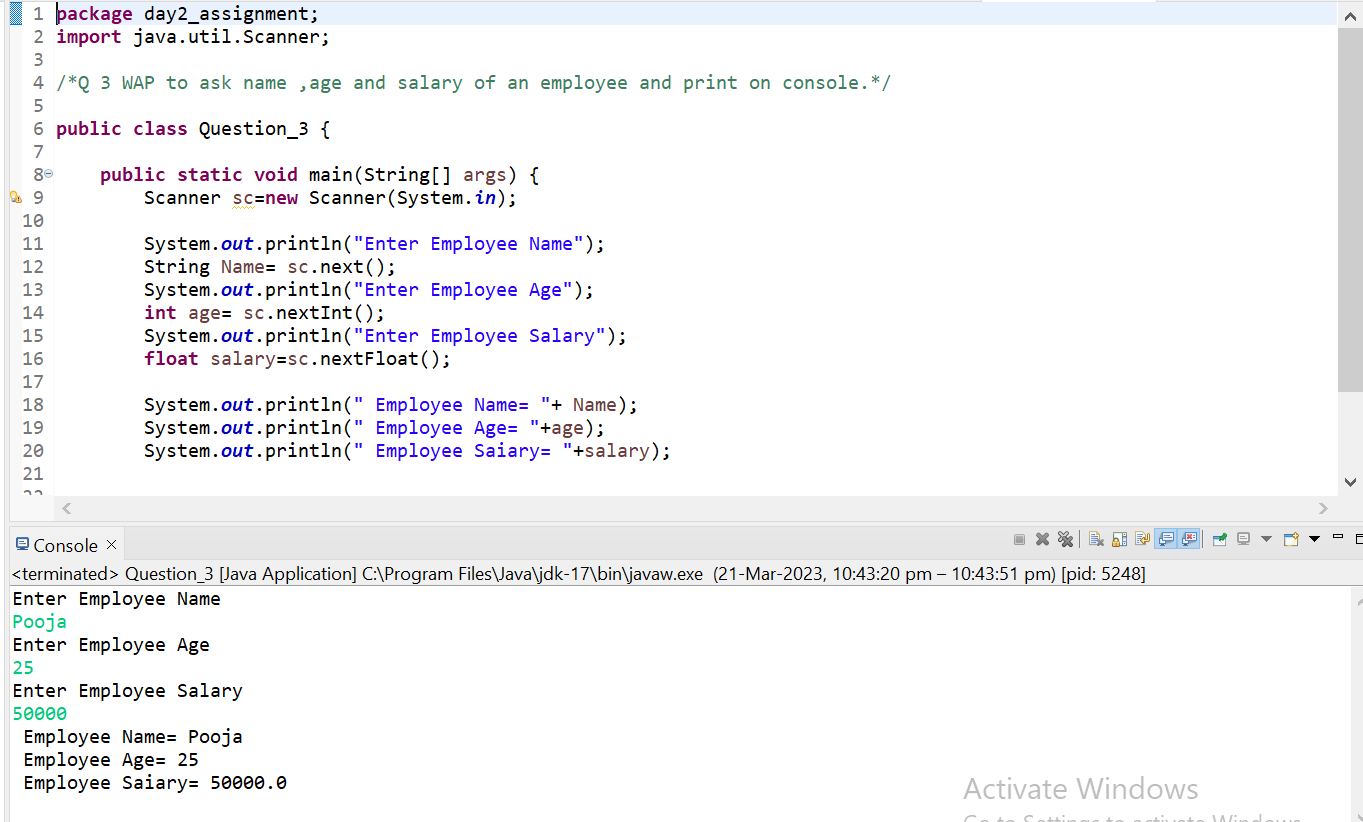 1 package day2_assignment;
2 import java.util.Scanner;
3
4 /*Q 3 WAP to ask name ,age and salary of an employee and print on console.*/
5
6 public class Question_3 {
7
8 public static void main(String[] args) {
9 Scanner sc=new Scanner(System.in);
10
11 System.out.println("Enter Employee Name");
12 String Name= sc.next();
13 System.out.println("Enter Employee Age");
14 int age= sc.nextInt();
15 System.out.println("Enter Employee Salary");
16 float salary=sc.nextFloat();
17
18 System.out.println(" Employee Name= "+ Name);
19 System.out.println(" Employee Age= "+age);
20 System.out.println(" Employee Saiary= "+salary);
21
22
Console
<terminated> Question_3 [Java Application] C:\Program Files\Java\jdk-17\bin\javaw.exe (21-Mar-2023, 10:43:20 pm – 10:43:51 pm) [pid: 5248]
Enter Employee Name
Pooja
Enter Employee Age
25
Enter Employee Salary
50000
Employee Name= Pooja
Employee Age= 25
Employee Saiary= 50000.0
Activate Windows
Go to Settings to activate Windows.